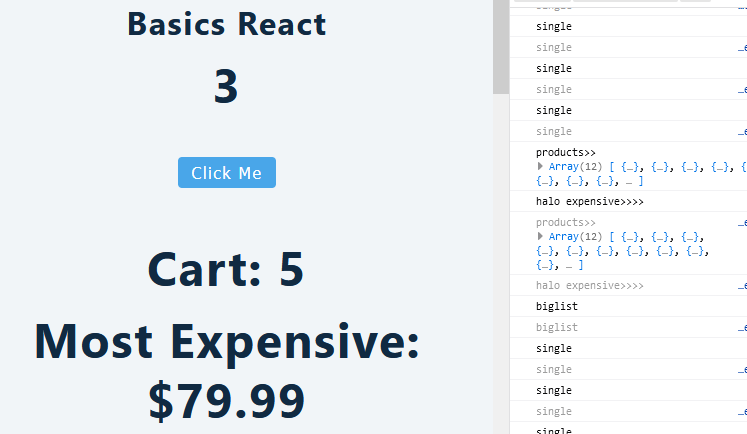 Basics React
3
Click Me
Cart: 5
Most Expensive:
$79.99
single
single
single
single
single
single
single
products>>
Array(12) [ {…}, {…}, {…}, {…},
{…}, {…}, {…}, … ]
halo expensive>>>>
products>>
Array(12) [ {…}, {…}, {…},
{…}, {…}, {…}, {…}, {…}, {…},
{…}, … ]
halo expensive>>>>
biglist
biglist
single
single
single
single
single